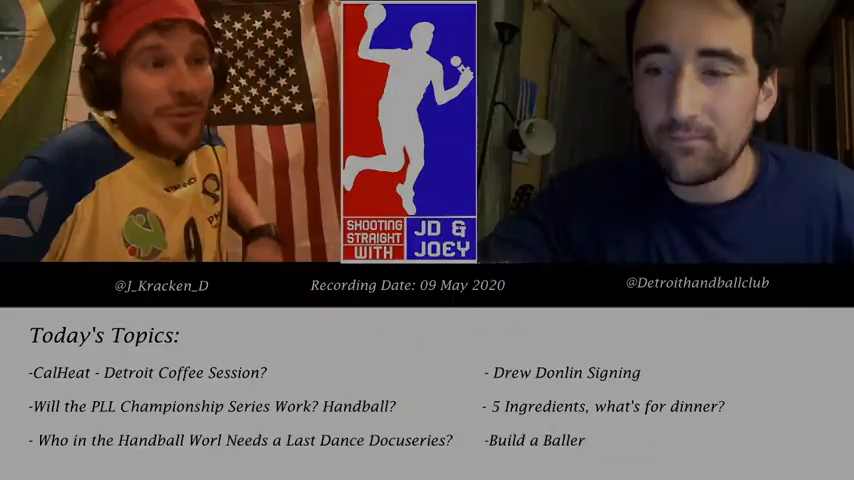 SHOOTING
STRAIGHT
WITH
JD &
JOEY
@J_Kracken_D
Recording Date: 09 May 2020
@Detroithandballclub
Today's Topics:
-CalHeat - Detroit Coffee Session?
-Will the PLL Championship Series Work? Handball?
- Who in the Handball Worl Needs a Last Dance Docuseries?
- Drew Donlin Signing
- 5 Ingredients, what's for dinner?
-Build a Baller